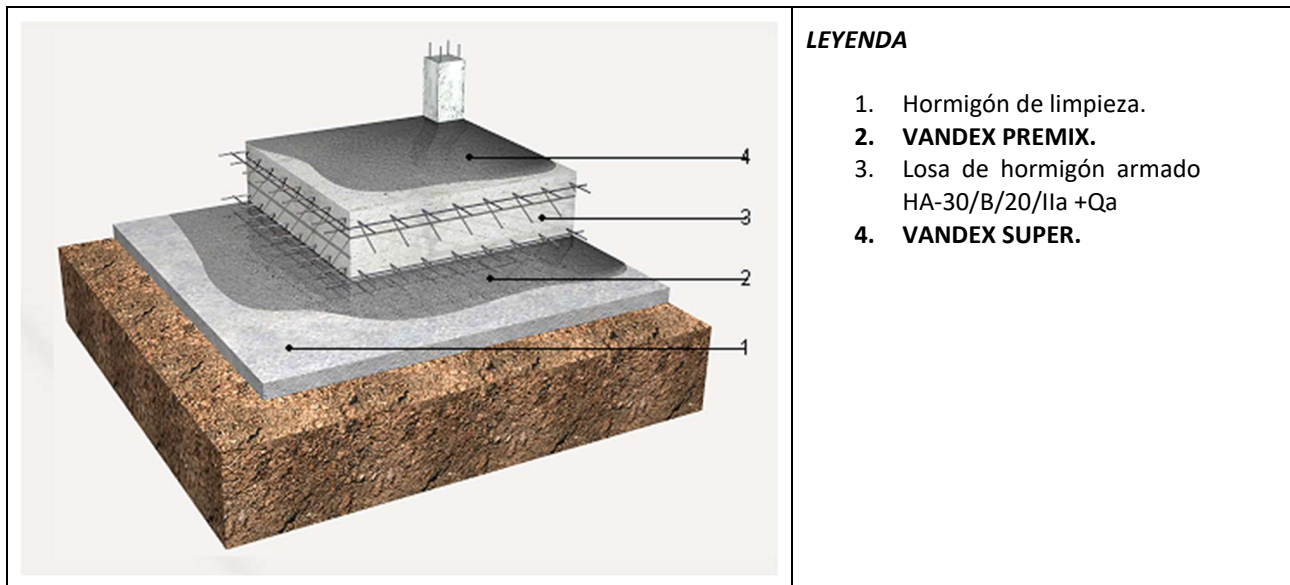 LEYENDA
1. Hormigón de limpieza.
2. VANDEX PREMIX.
3. Losa de hormigón armado
HA-30/B/20/IIa +Qa
4. VANDEX SUPER.
4
3
2
1